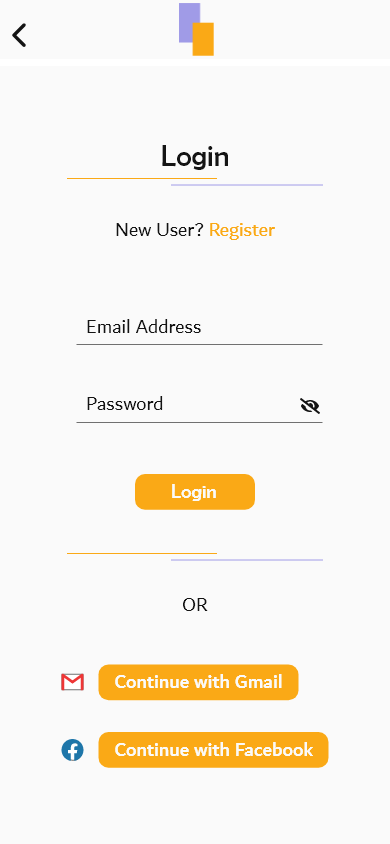 Login
New User? Register
Email Address
Password
Login
OR
Continue with Gmail
Continue with Facebook